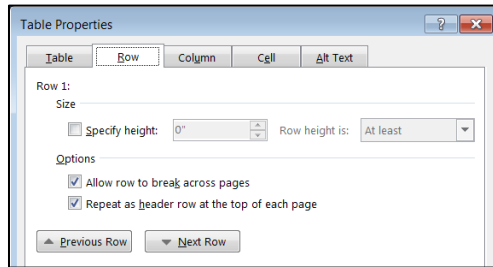 Table Properties
Table Row Column Cell Alt Text
Row 1:
Size
Specify height: 0" Row height is: At least
Options
Allow row to break across pages
Repeat as header row at the top of each page
Previous Row Next Row